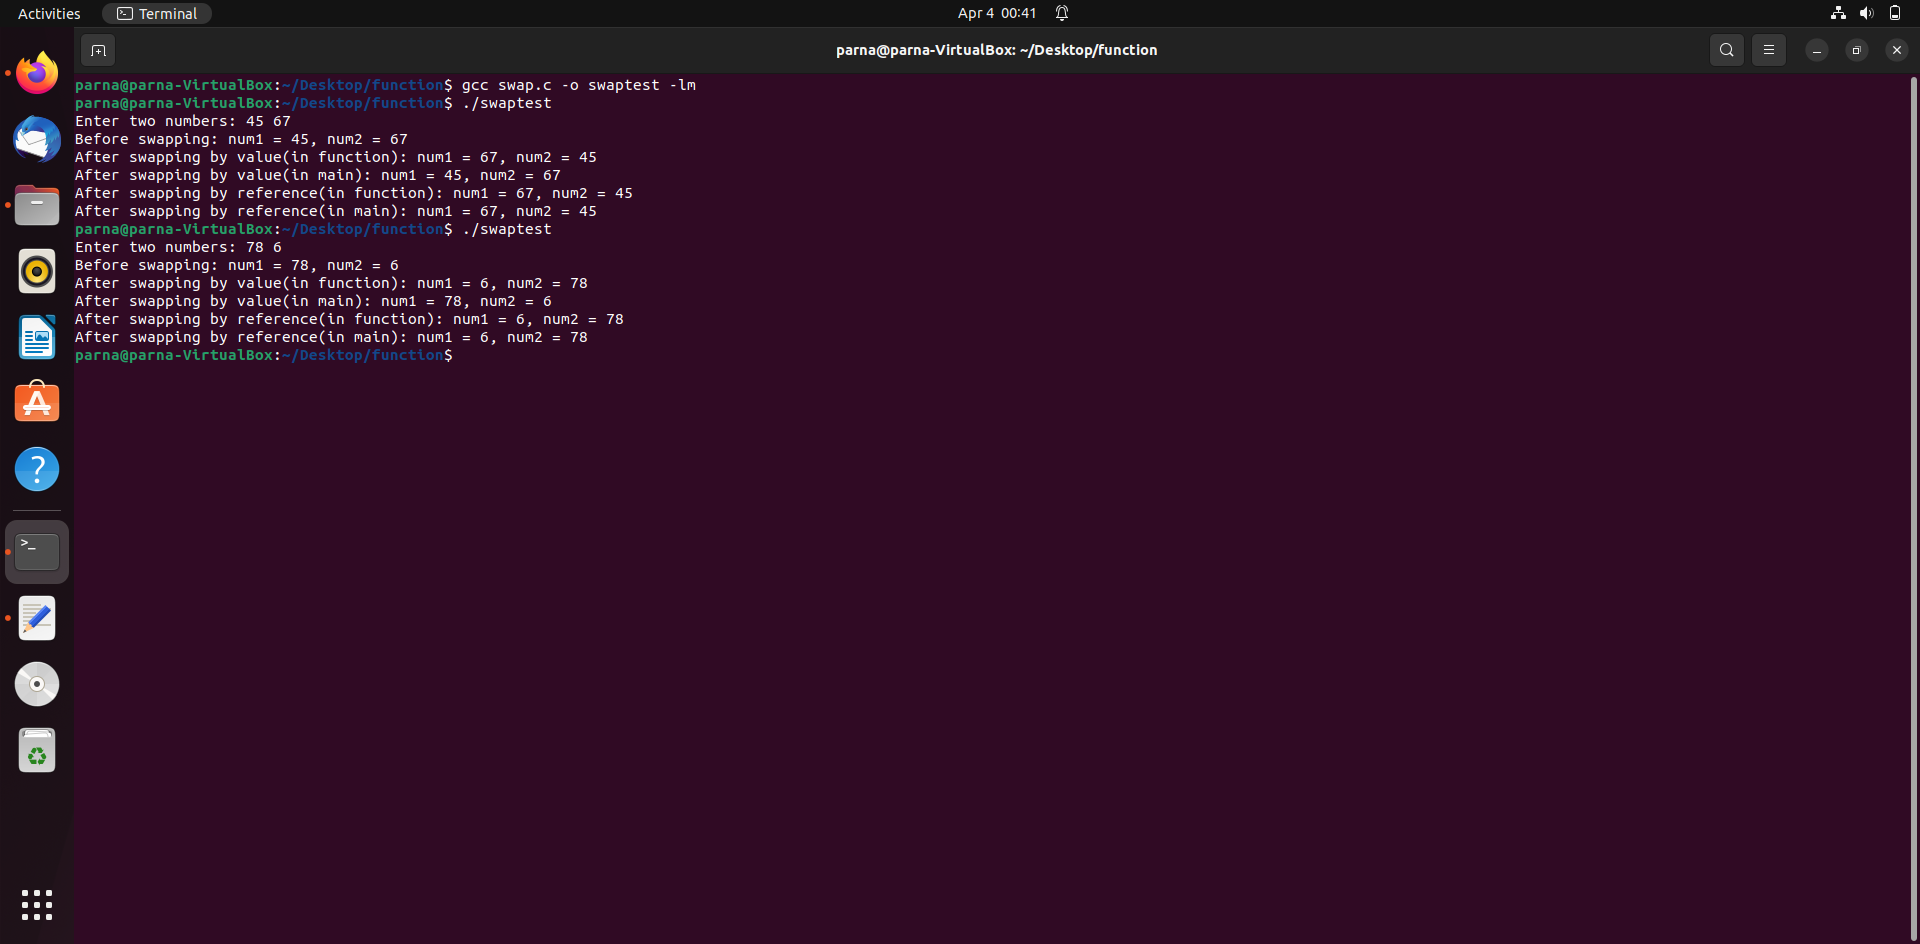 Activities
Terminal
Apr 4 00:41
parna@parna-VirtualBox: ~/Desktop/function
parna@parna-VirtualBox:~/Desktop/function$ gcc swap.c -o swaptest -lm
parna@parna-VirtualBox:~/Desktop/function$ ./swaptest
Enter two numbers: 45 67
Before swapping: num1 = 45, num2 = 67
After swapping by value(in function): num1 = 67, num2 = 45
After swapping by value(in main): num1 = 45, num2 = 67
After swapping by reference(in function): num1 = 67, num2 = 45
After swapping by reference(in main): num1 = 67, num2 = 45
parna@parna-VirtualBox:~/Desktop/function$ ./swaptest
Enter two numbers: 78 6
Before swapping: num1 = 78, num2 = 6
After swapping by value(in function): num1 = 6, num2 = 78
After swapping by value(in main): num1 = 78, num2 = 6
After swapping by reference(in function): num1 = 6, num2 = 78
After swapping by reference(in main): num1 = 6, num2 = 78
parna@parna-VirtualBox:~/Desktop/function$